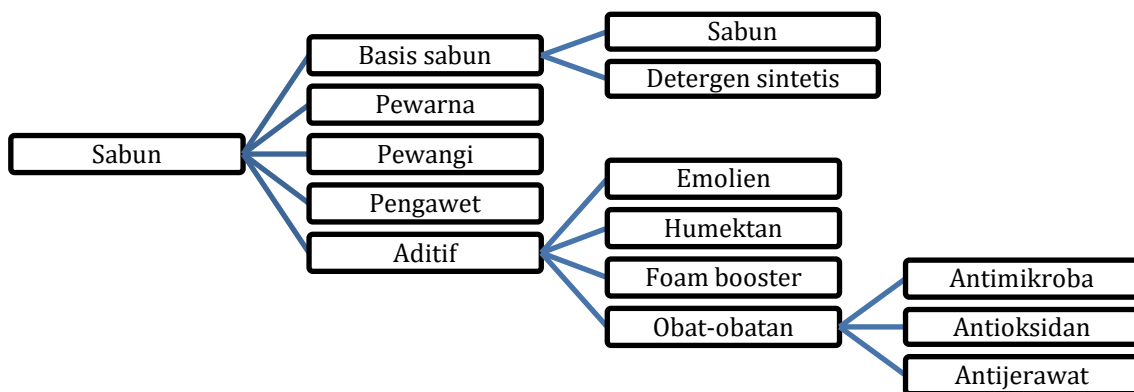 Sabun
Basis sabun
Sabun
Detergen sintetis
Pewarna
Pewangi
Pengawet
Aditif
Emolien
Humektan
Foam booster
Obat-obatan
Antimikroba
Antioksidan
Antijerawat